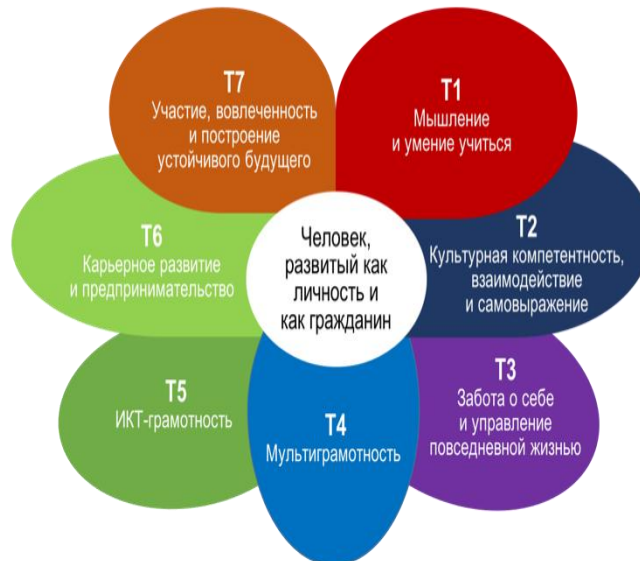 T7
Участие, вовлеченность
и построение
устойчивого будущего
T1
Мышление
и умение учиться
T6
Карьерное развитие
и предпринимательство
Человек,
развитый как
личность и
как гражданин
T2
Культурная компетентность,
взаимодействие
и самовыражение
T5
ИКТ-грамотность
T4
Мультиграмотность
T3
Забота о себе
и управление
повседневной жизнью